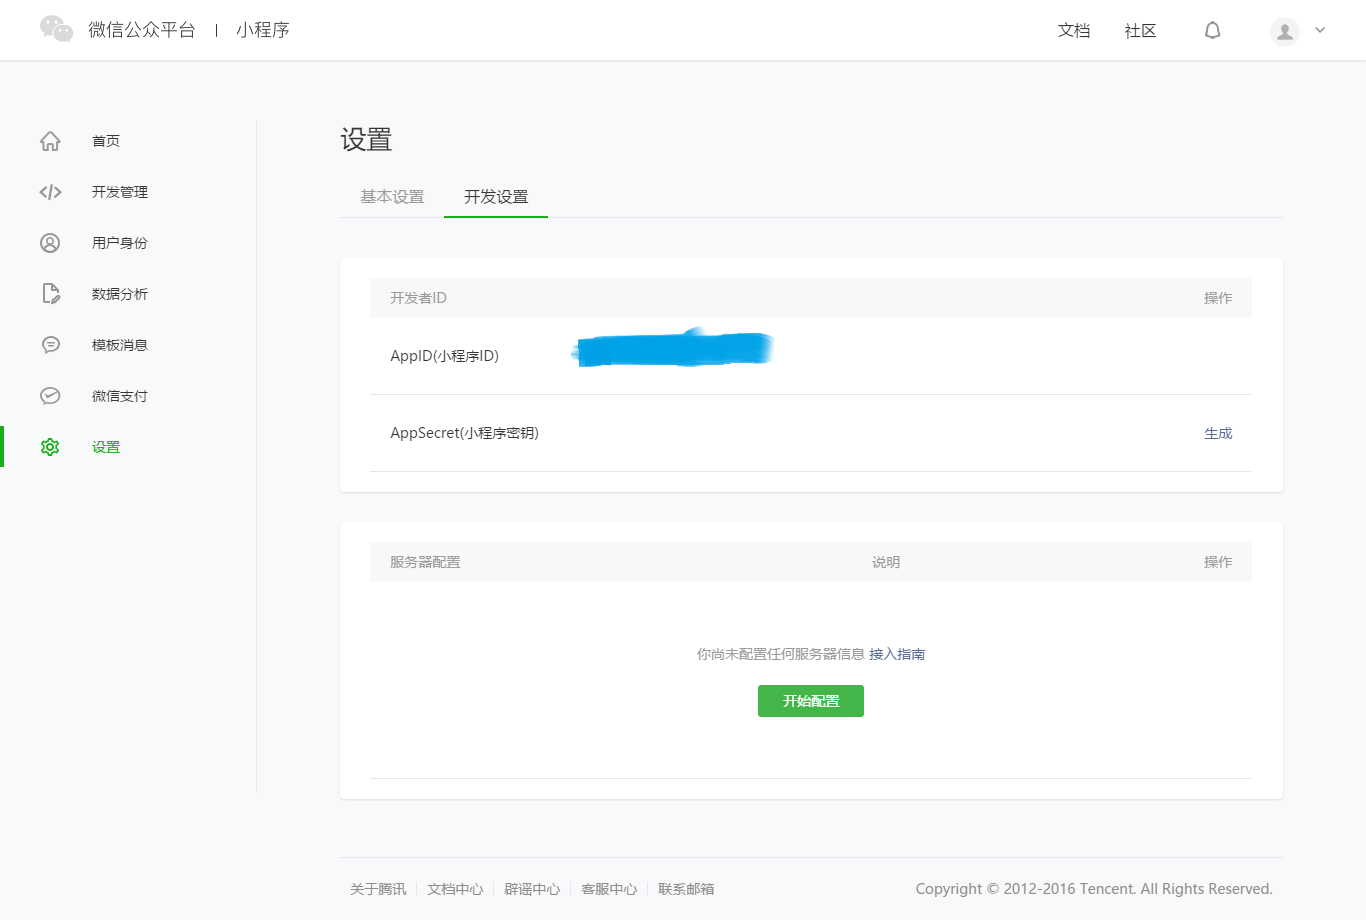 微信公众平台 | 小程序
文档 社区
首页
开发管理
用户身份
数据分析
模板消息
微信支付
设置
设置
基本设置 开发设置
开发者ID 操作
AppID(小程序ID)
AppSecret(小程序密钥) 生成
服务器配置 说明 操作
你尚未配置任何服务器信息 接入指南
开始配置
关于腾讯 文档中心 辟谣中心 客服中心 联系邮箱
Copyright © 2012-2016 Tencent. All Rights Reserved.